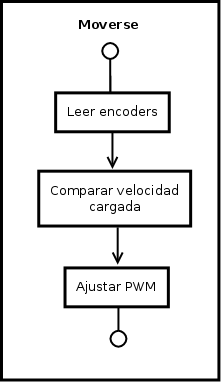 Moverse
Leer encoders
Comparar velocidad
cargada
Ajustar PWM